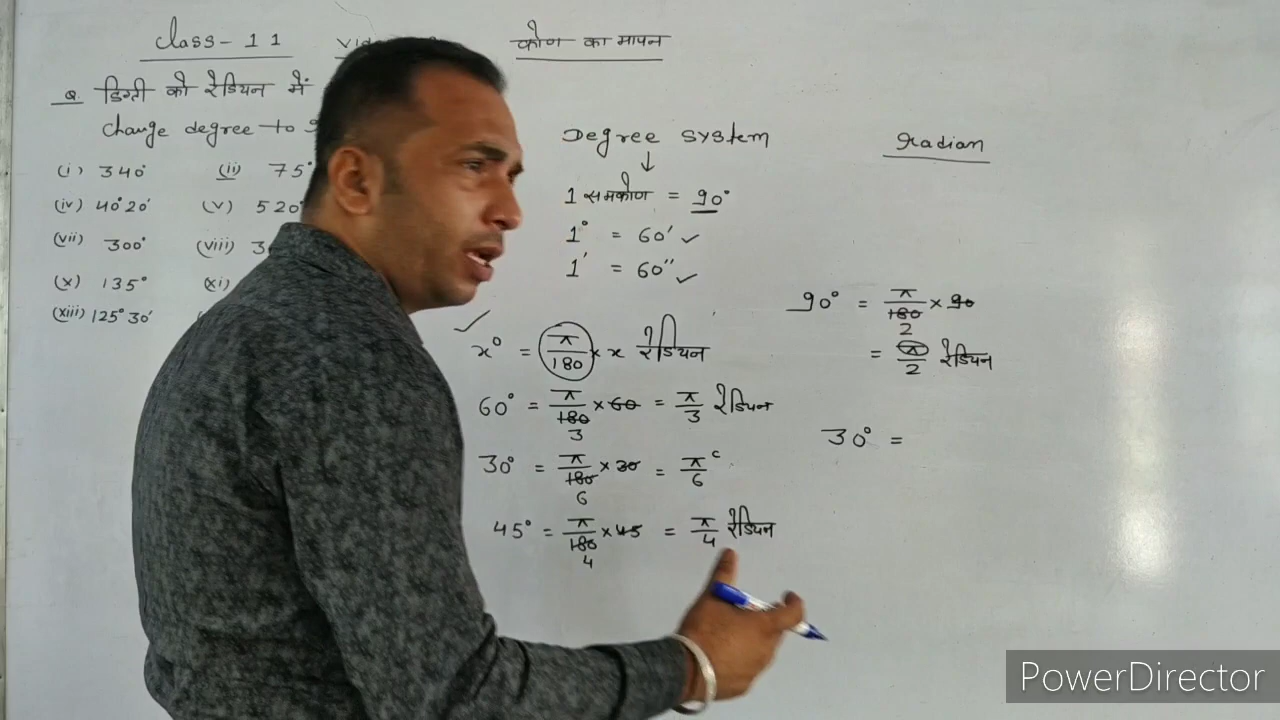 class - 11
कोण का मापन
Q. डिग्री को रेडियन में
change degree to
(i) 340°
(ii) 75°
(iv) 40°20'
(v) 520°
(vii) 300°
(viii)
(x) 135°
(xi)
(xiii) 125°30'
Degree system
↓
1 समकोण = 90°
1° = 60' ✓
1' = 60'' ✓
✓
x° = π/180 × x रेडियन
60° = π/180 × 60 = π/3 रेडियन
3
30° = π/180 × 30 = π/6 c
6
45° = π/180 × 45 = π/4 रेडियन
4
radian
90° = π/180 × 90
2
= π/2 रेडियन
30° =
PowerDirector